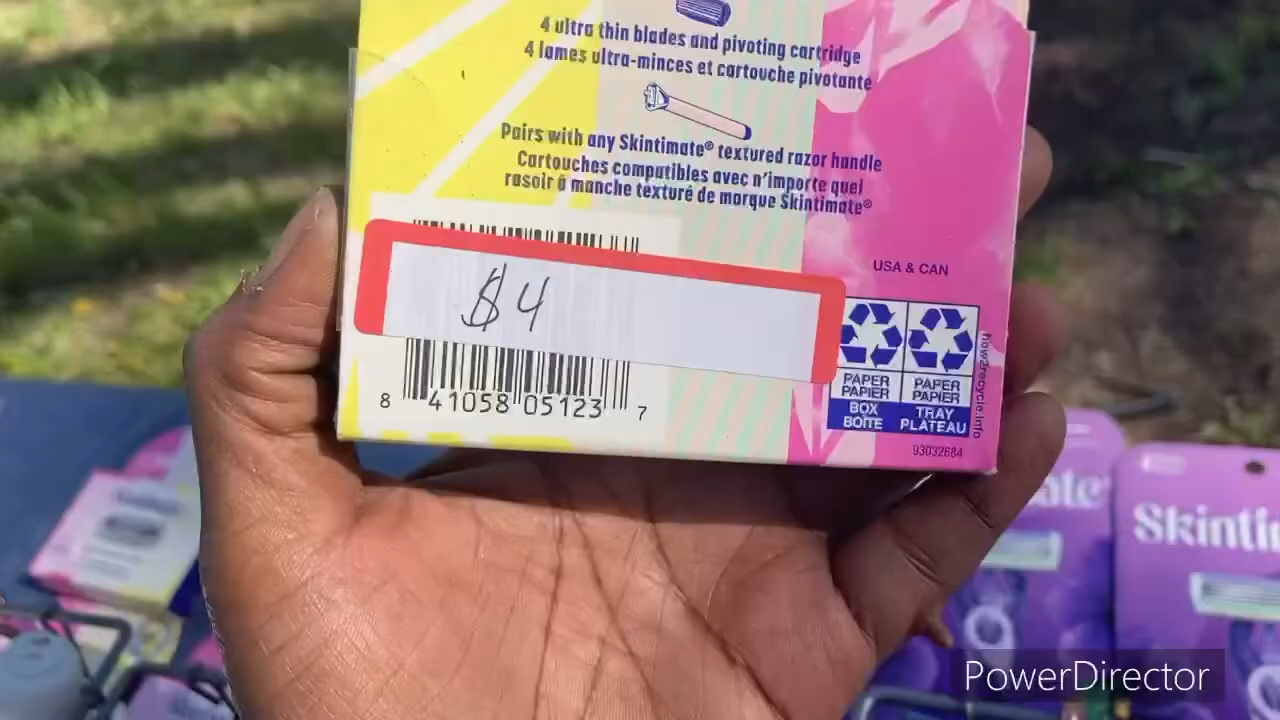 4 ultra thin blades and pivoting cartridge
4 lames ultra-minces et cartouche pivotante
Pairs with any Skintimate® textured razor handle
Cartouches compatibles avec n'importe quel
rasoir à manche texturé de marque Skintimate®
USA & CAN
$4
PAPER PAPER
PAPIER PAPIER
BOX TRAY
BOÎTE PLATEAU
how2recycle.info
8 41058 05123 7
93032684
mate®
Skinti
PowerDirector